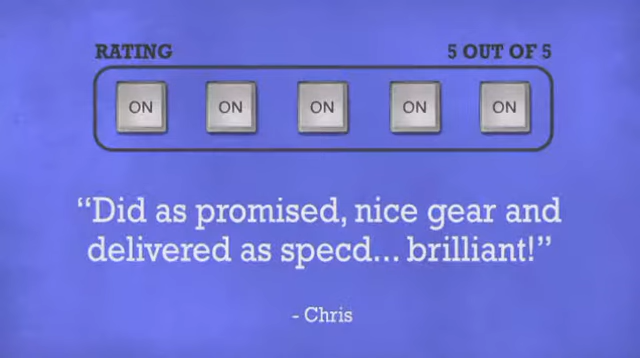 RATING 5 OUT OF 5
ON ON ON ON ON
“Did as promised, nice gear and
delivered as specd... brilliant!”
- Chris